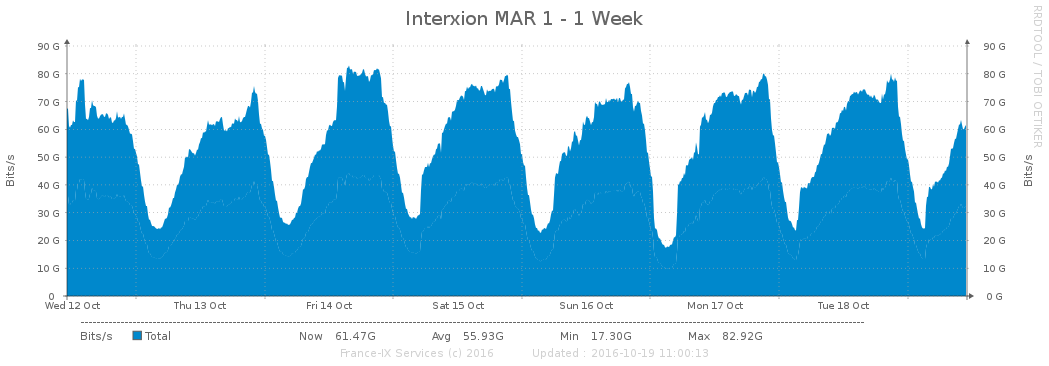 Interxion MAR 1 - 1 Week
RRDTOOL / TOBI OETIKER
Bits/s
90 G 90 G
80 G 80 G
70 G 70 G
60 G 60 G
50 G 50 G
40 G 40 G
30 G 30 G
20 G 20 G
10 G 10 G
0 0 G
Bits/s
Wed 12 Oct Thu 13 Oct Fri 14 Oct Sat 15 Oct Sun 16 Oct Mon 17 Oct Tue 18 Oct
Bits/s Total Now 61.47G Avg 55.93G Min 17.30G Max 82.92G
France-IX Services (c) 2016 Updated : 2016-10-19 11:00:13